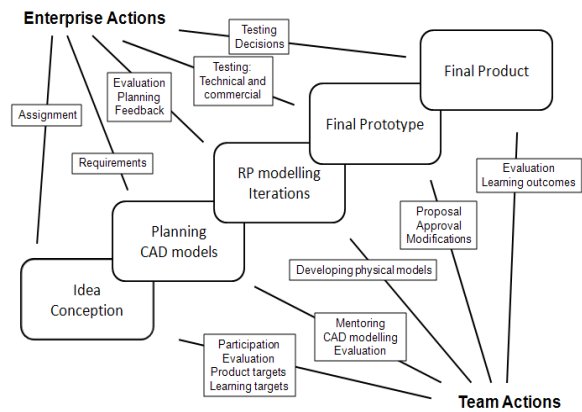 Enterprise Actions
Testing
Decisions
Final Product
Testing:
Technical and
commercial
Evaluation
Planning
Feedback
Assignment
Final Prototype
Requirements
RP modelling
Iterations
Evaluation
Learning outcomes
Planning
CAD models
Proposal
Approval
Modifications
Developing physical models
Idea
Conception
Mentoring
CAD modelling
Evaluation
Participation
Evaluation
Product targets
Learning targets
Team Actions